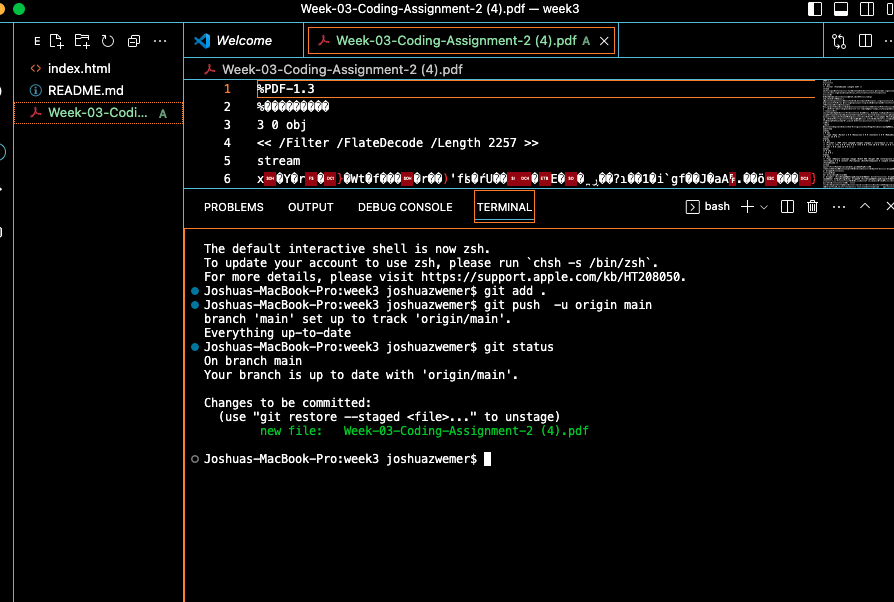 Week-03-Coding-Assignment-2 (4).pdf — week3
E
Welcome
Week-03-Coding-Assignment-2 (4).pdf A
index.html
README.md
Week-03-Codi... A
Week-03-Coding-Assignment-2 (4).pdf
1 %PDF-1.3
2
3 3 0 obj
4 << /Filter /FlateDecode /Length 2257 >>
5 stream
6
PROBLEMS OUTPUT DEBUG CONSOLE TERMINAL bash
The default interactive shell is now zsh.
To update your account to use zsh, please run `chsh -s /bin/zsh`.
For more details, please visit https://support.apple.com/kb/HT208050.
Joshuas-MacBook-Pro:week3 joshuazwemer$ git add .
Joshuas-MacBook-Pro:week3 joshuazwemer$ git push  -u origin main
branch 'main' set up to track 'origin/main'.
Everything up-to-date
Joshuas-MacBook-Pro:week3 joshuazwemer$ git status
On branch main
Your branch is up to date with 'origin/main'.
Changes to be committed:
(use "git restore --staged <file>..." to unstage)
new file:   Week-03-Coding-Assignment-2 (4).pdf
Joshuas-MacBook-Pro:week3 joshuazwemer$